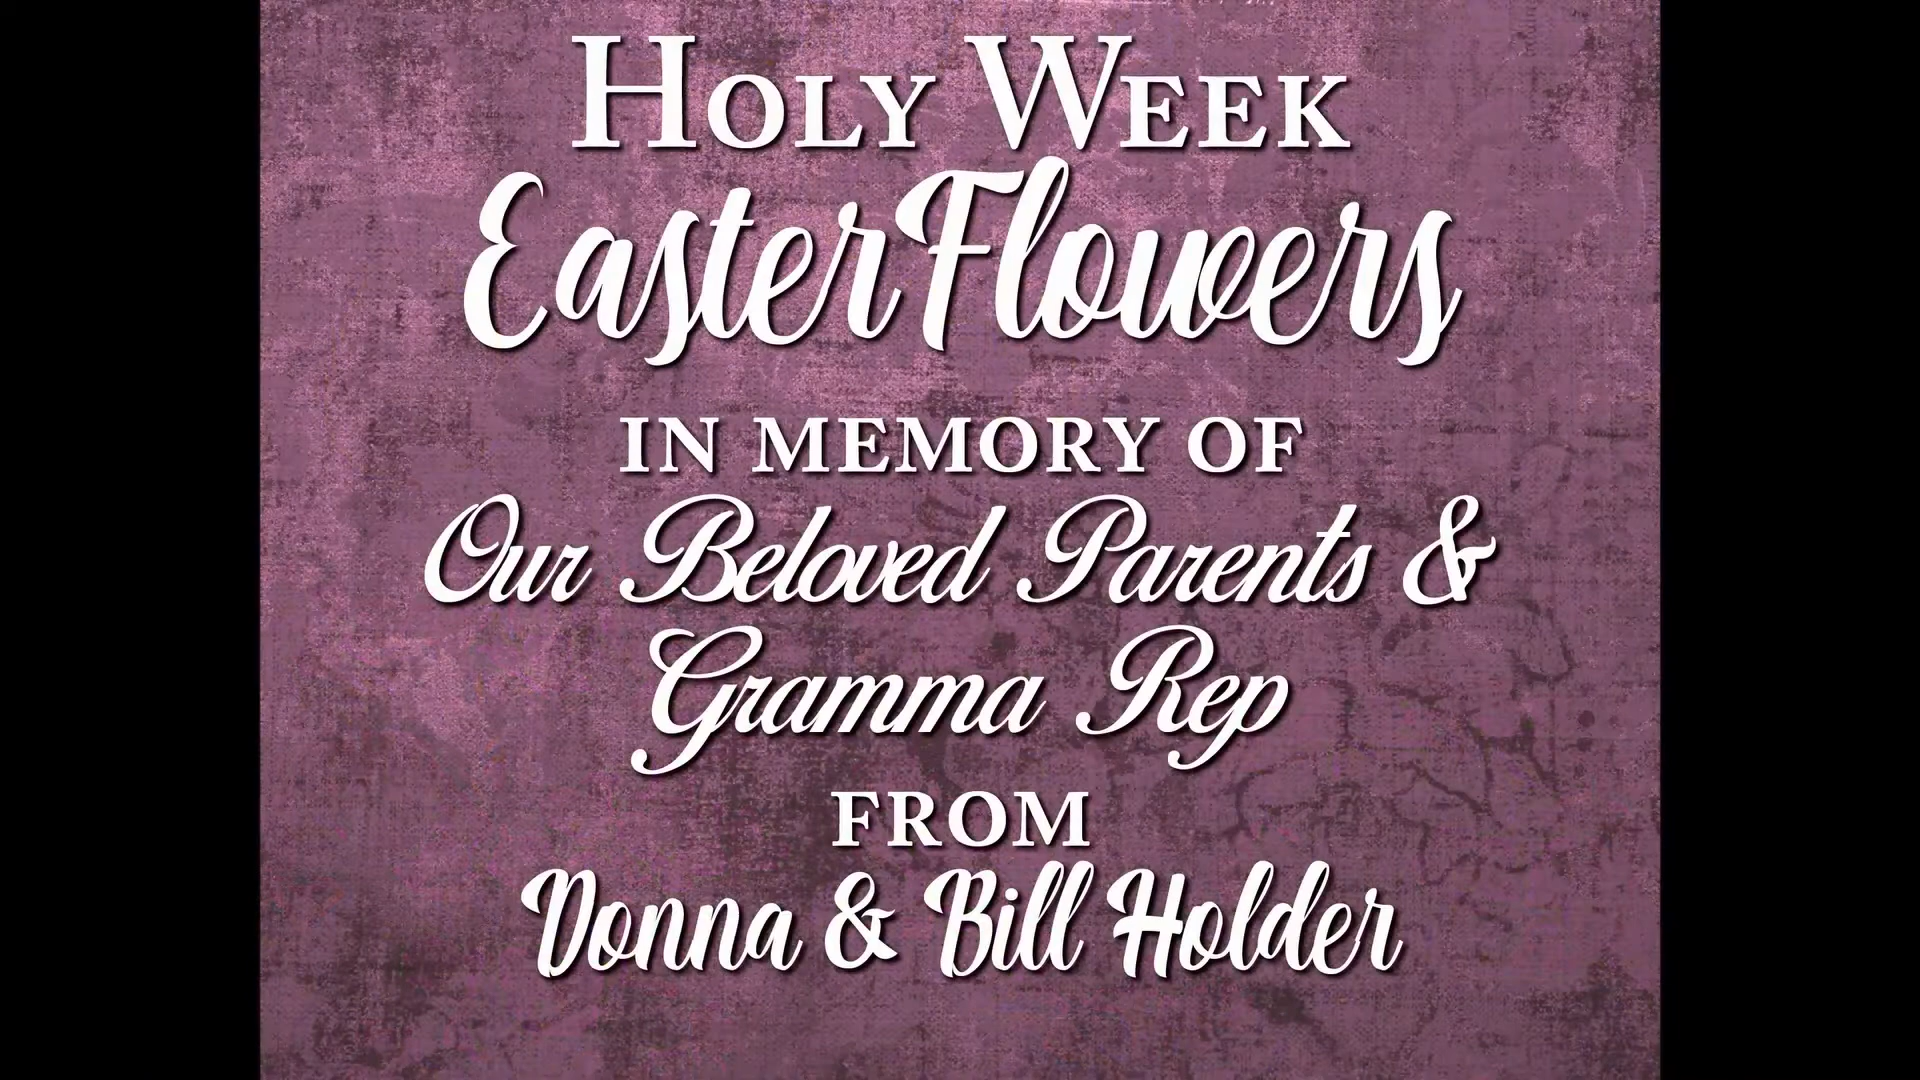 HOLY WEEK
Easter Flowers
IN MEMORY OF
Our Beloved Parents &
Gramma Rep
FROM
Donna & Bill Holder